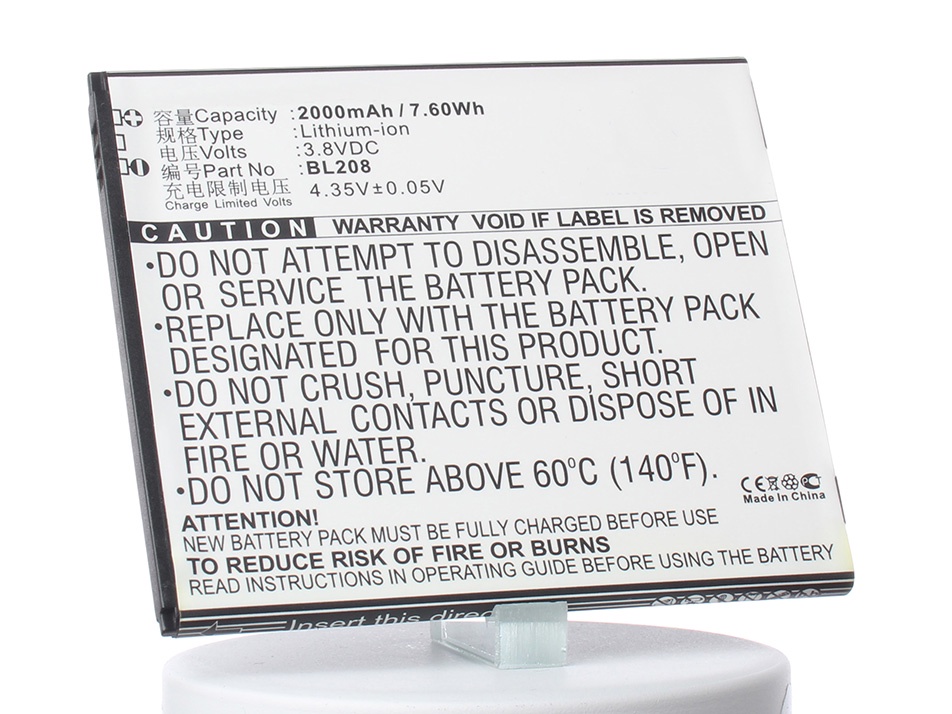 容量Capacity :2000mAh / 7.60Wh
规格Type :Lithium-ion
电压Volts :3.8VDC
编号Part No :BL208
充电限制电压 :4.35V±0.05V
Charge Limited Volts
CAUTION WARRANTY VOID IF LABEL IS REMOVED
•DO NOT ATTEMPT TO DISASSEMBLE, OPEN
OR SERVICE THE BATTERY PACK.
•REPLACE ONLY WITH THE BATTERY PACK
DESIGNATED FOR THIS PRODUCT.
•DO NOT CRUSH, PUNCTURE, SHORT
EXTERNAL CONTACTS OR DISPOSE OF IN
FIRE OR WATER.
•DO NOT STORE ABOVE 60°C (140°F).
CE
Made In China
ATTENTION!
NEW BATTERY PACK MUST BE FULLY CHARGED BEFORE USE
TO REDUCE RISK OF FIRE OR BURNS
READ INSTRUCTIONS IN OPERATING GUIDE BEFORE USING THE BATTERY
Insert this